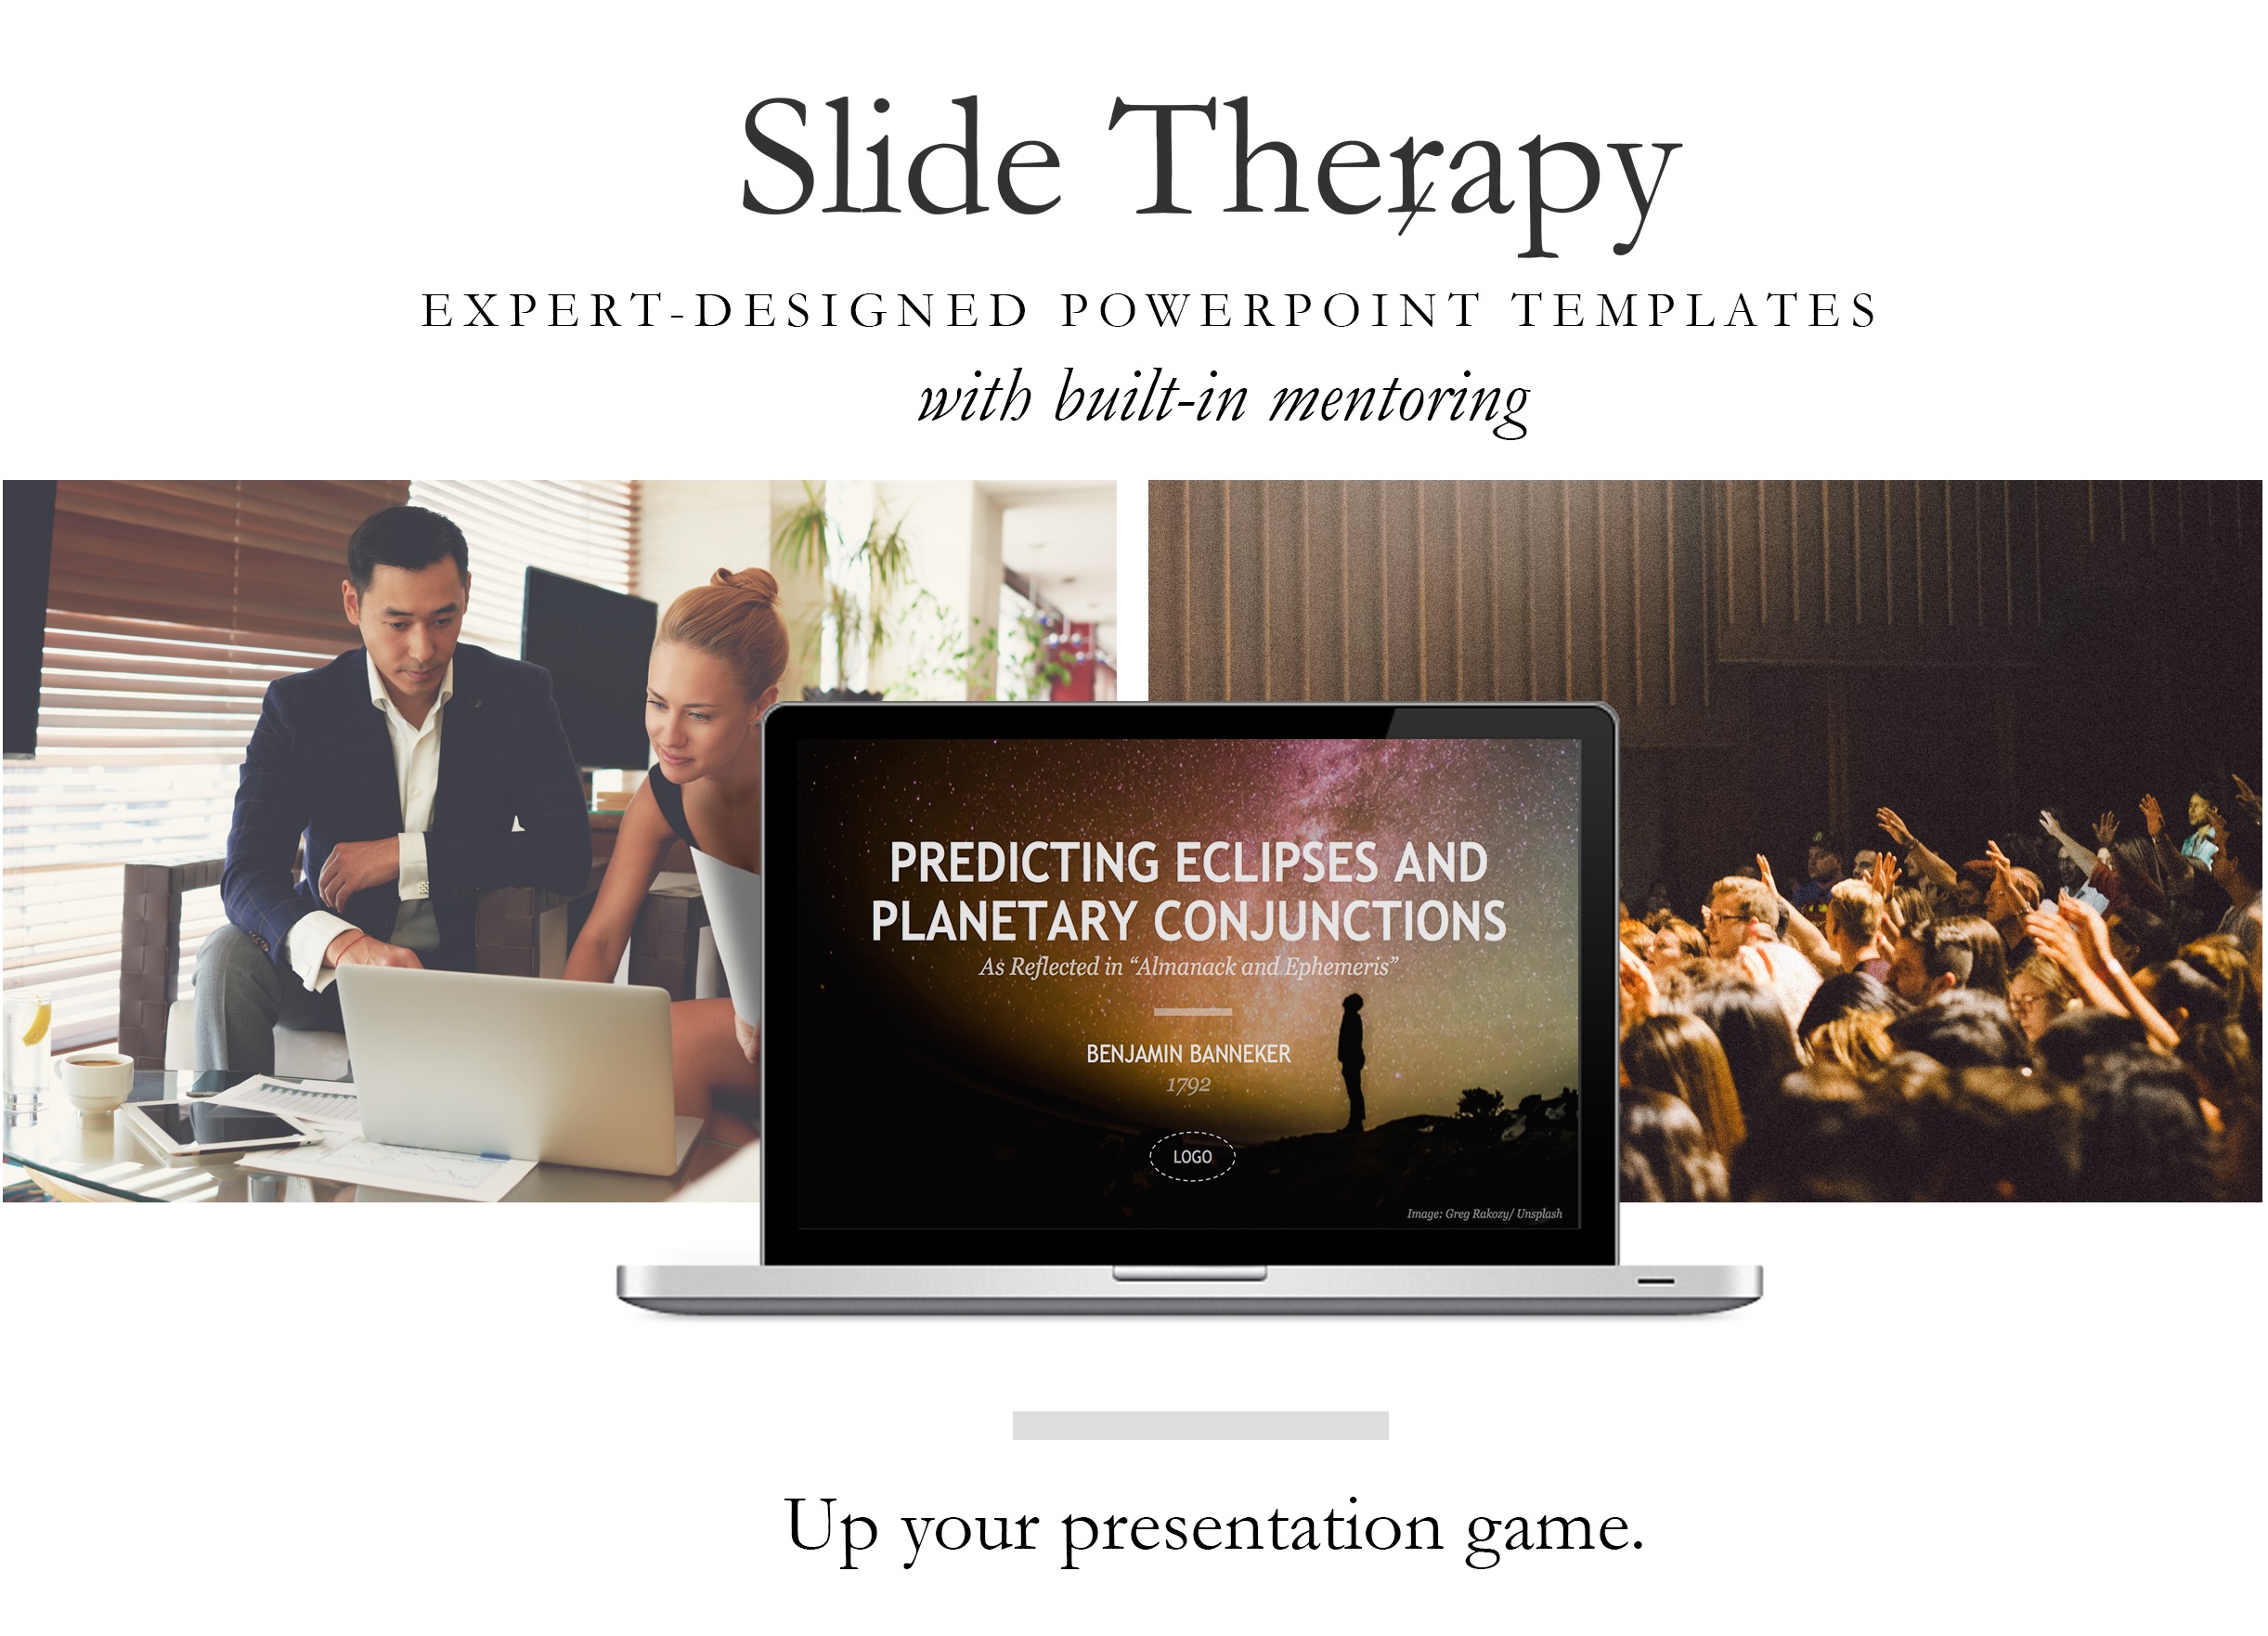 Slide Therapy
EXPERT-DESIGNED POWERPOINT TEMPLATES
with built-in mentoring
PREDICTING ECLIPSES AND
PLANETARY CONJUNCTIONS
As Reflected in “Almanack and Ephemeris”
BENJAMIN BANNEKER
1792
LOGO
Image: Greg Rakozy/ Unsplash
Up your presentation game.